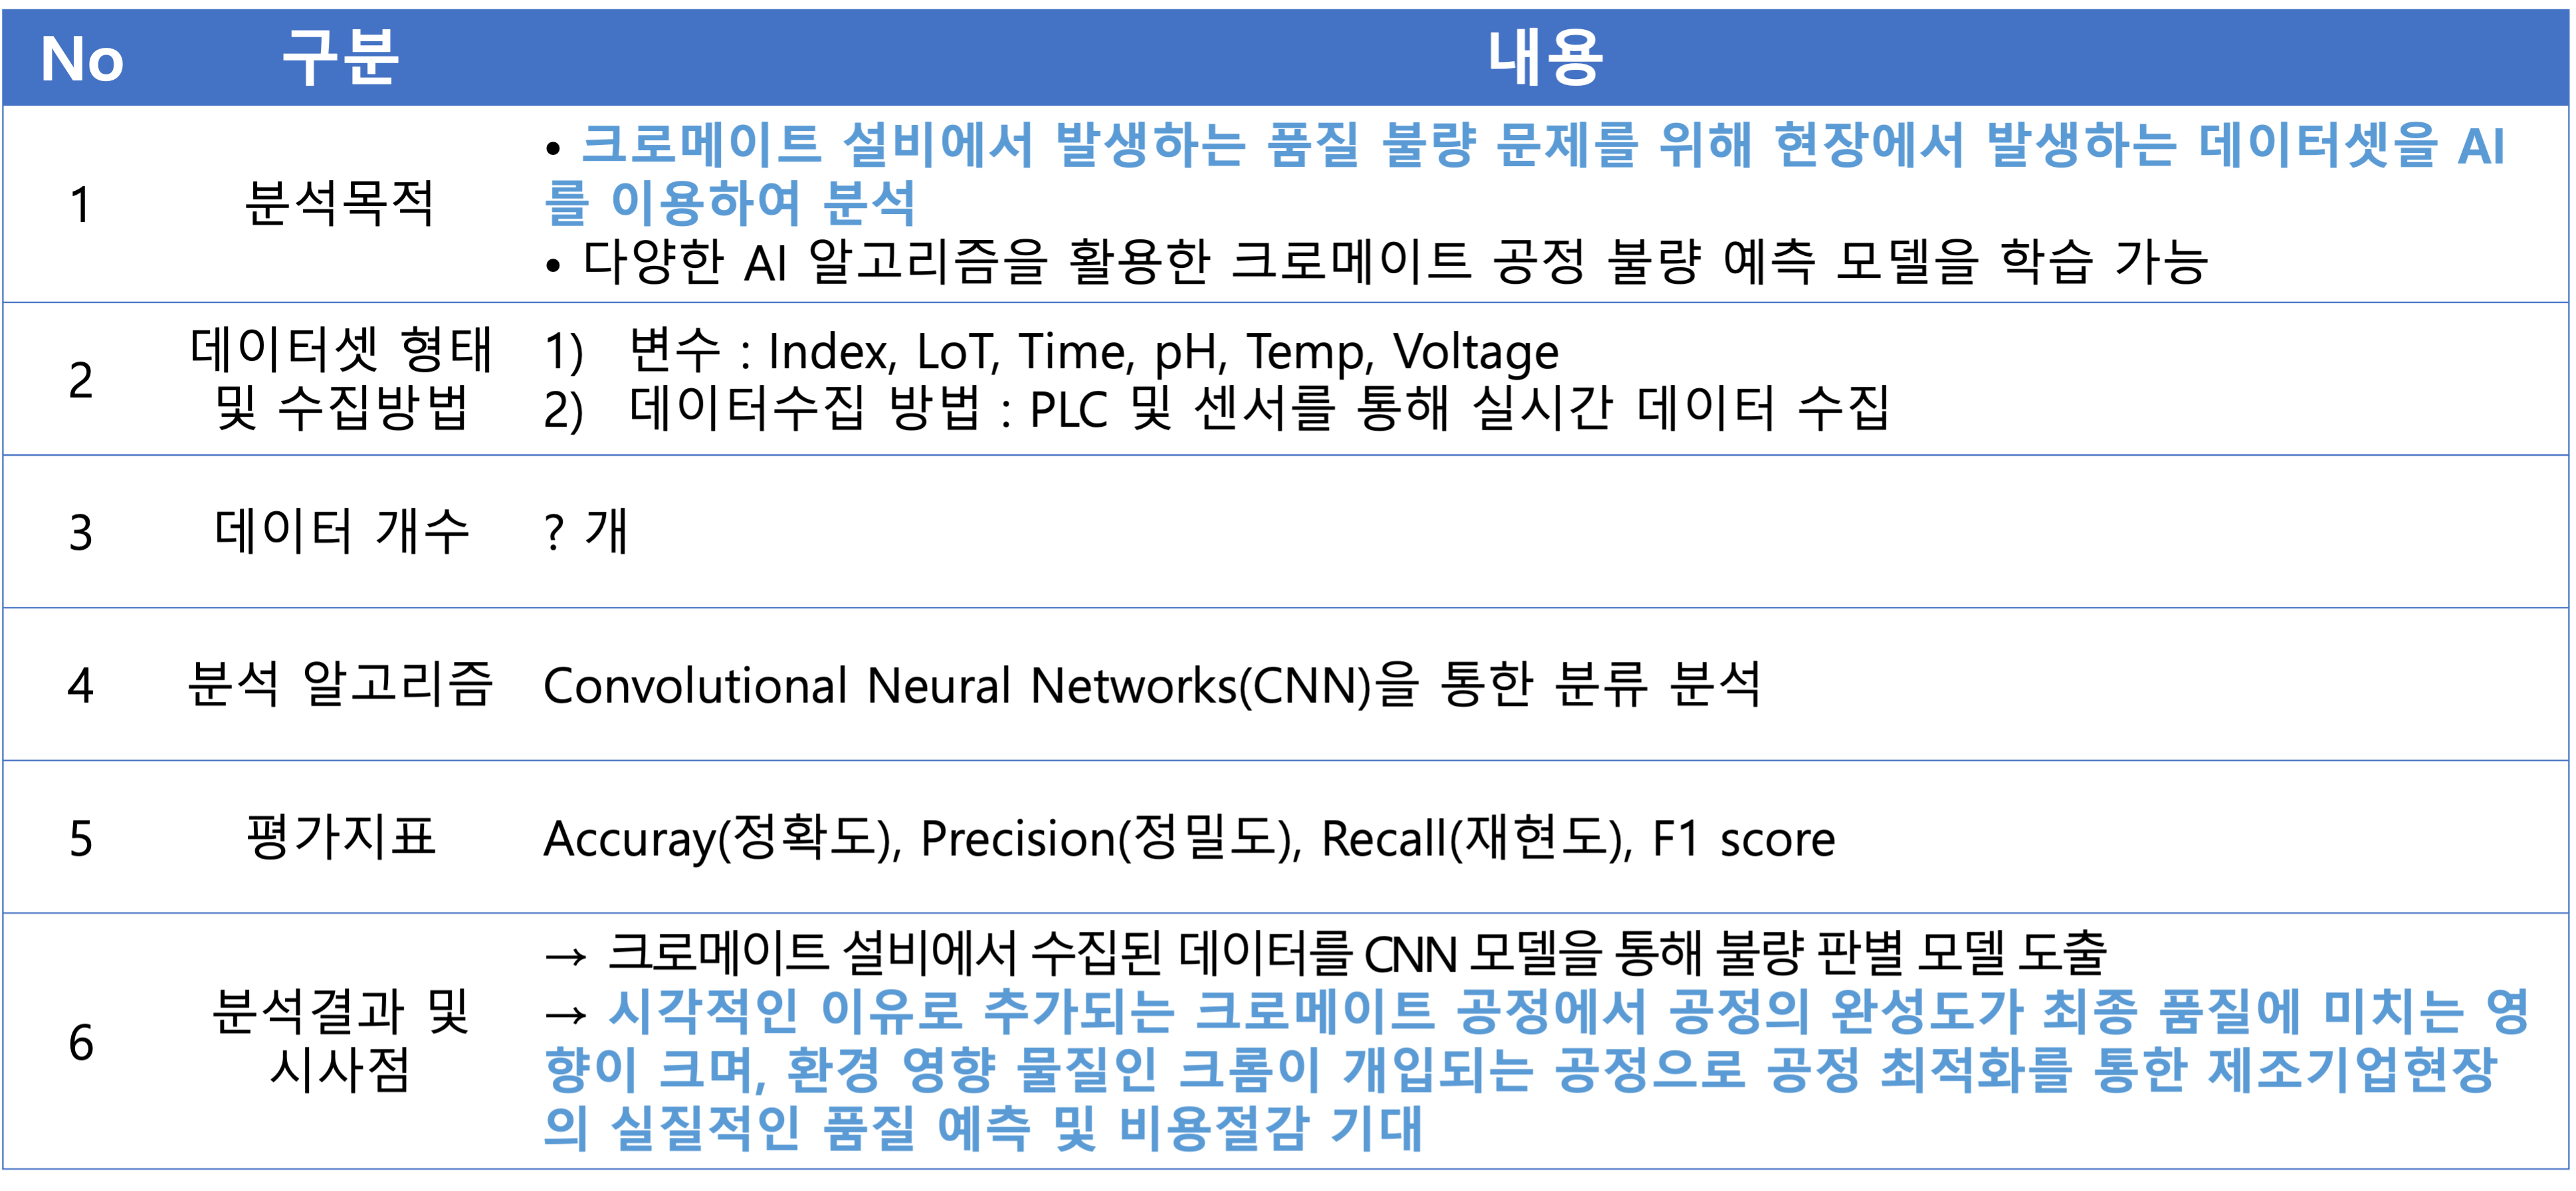 No 구분 내용
• 크로메이트 설비에서 발생하는 품질 불량 문제를 위해 현장에서 발생하는 데이터셋을 AI
1 분석목적 를 이용하여 분석
• 다양한 AI 알고리즘을 활용한 크로메이트 공정 불량 예측 모델을 학습 가능
2 데이터셋 형태 1) 변수 : Index, LoT, Time, pH, Temp, Voltage
및 수집방법 2) 데이터수집 방법 : PLC 및 센서를 통해 실시간 데이터 수집
3 데이터 개수 ? 개
4 분석 알고리즘 Convolutional Neural Networks(CNN)을 통한 분류 분석
5 평가지표 Accuray(정확도), Precision(정밀도), Recall(재현도), F1 score
→ 크로메이트 설비에서 수집된 데이터를 CNN 모델을 통해 불량 판별 모델 도출
6 분석결과 및 → 시각적인 이유로 추가되는 크로메이트 공정에서 공정의 완성도가 최종 품질에 미치는 영
시사점 향이 크며, 환경 영향 물질인 크롬이 개입되는 공정으로 공정 최적화를 통한 제조기업현장
의 실질적인 품질 예측 및 비용절감 기대